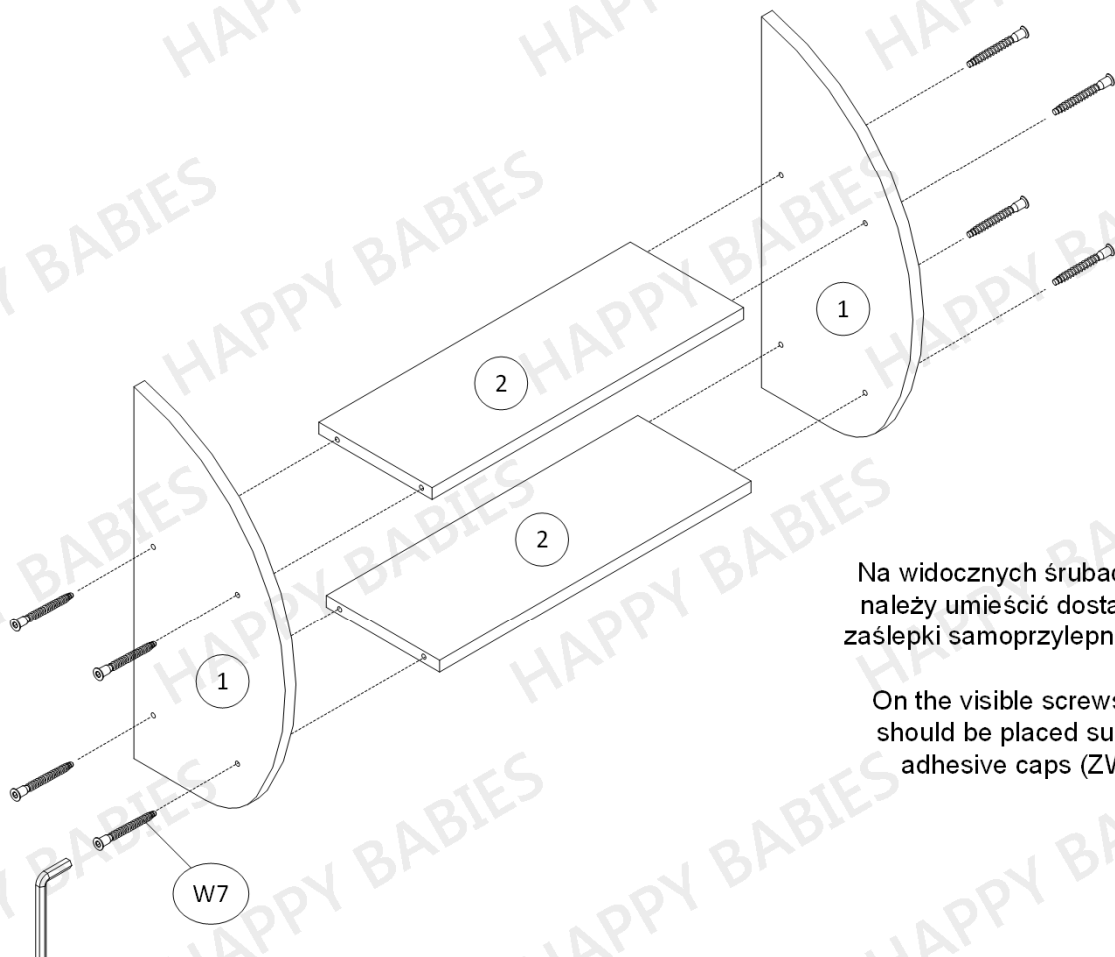 HAPPY BABIES
1
2
2
1
W7
Na widocznych
należy umieścić
zaślepki
On the visible screws
should be placed
adhesive caps